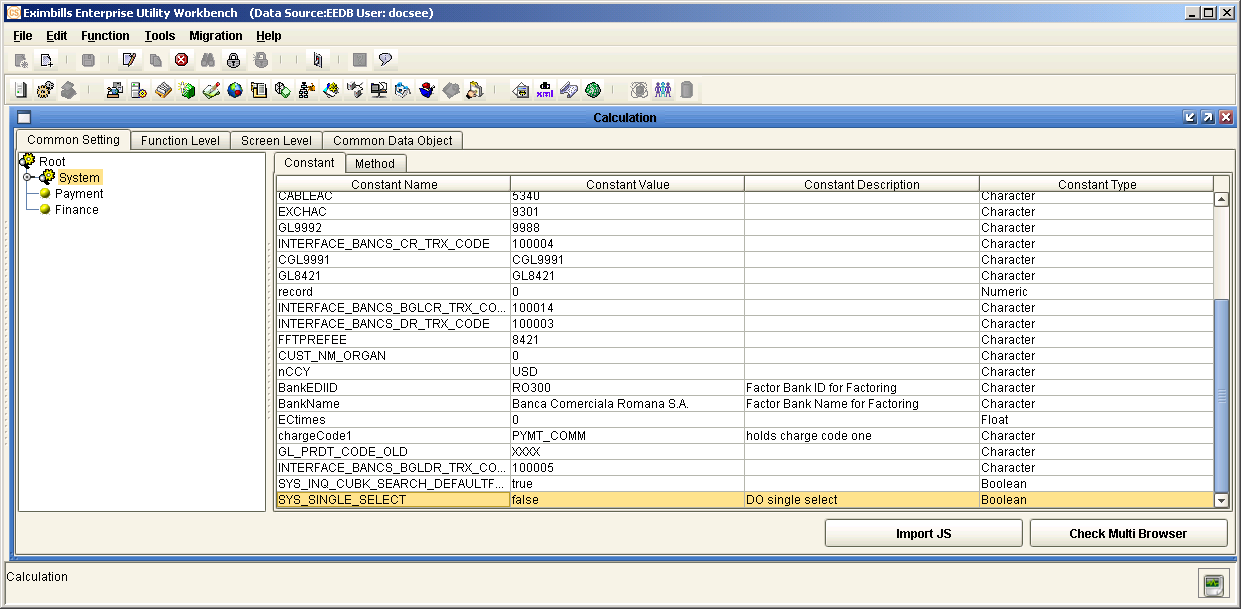 Eximbills Enterprise Utility Workbench (Data Source:EEDB User: docsee)
File Edit Function Tools Migration Help
xml
Calculation
Common Setting Function Level Screen Level Common Data Object
Root
System
Payment
Finance
Constant Method
Constant Name Constant Value Constant Description Constant Type
CABLEAC 5340 Character
EXCHAC 9301 Character
GL9992 9988 Character
INTERFACE_BANCS_CR_TRX_CODE 100004 Character
CGL9991 CGL9991 Character
GL8421 GL8421 Character
record 0 Numeric
INTERFACE_BANCS_BGLCR_TRX_CO... 100014 Character
INTERFACE_BANCS_DR_TRX_CODE 100003 Character
FFTPREFEE 8421 Character
CUST_NM_ORGAN 0 Character
nCCY USD Character
BankEDIID RO300 Factor Bank ID for Factoring Character
BankName Banca Comerciala Romana S.A. Factor Bank Name for Factoring Character
ECtimes 0 Float
chargeCode1 PYMT_COMM holds charge code one Character
GL_PRDT_CODE_OLD XXXX Character
INTERFACE_BANCS_BGLDR_TRX_CO... 100005 Character
SYS_INQ_CUBK_SEARCH_DEFAULTF... true Boolean
SYS_SINGLE_SELECT false DO single select Boolean
Import JS Check Multi Browser
Calculation